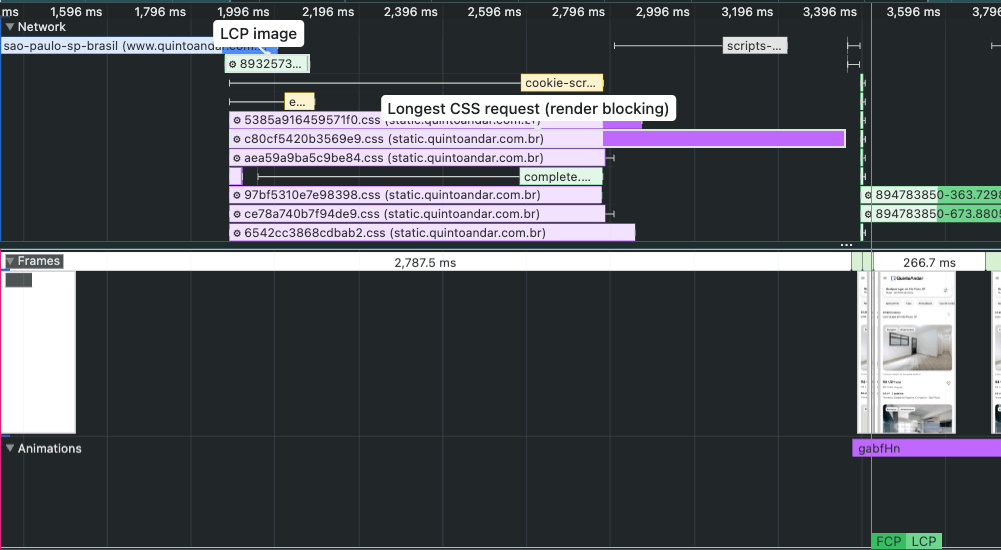 ms 1,596 ms 1,796 ms 1,996 ms 2,196 ms 2,396 ms 2,596 ms 2,796 ms 2,996 ms 3,196 ms 3,396 ms 3,596 ms 3,796
Network
LCP image
sao-paulo-sp-brasil (www.quintoandar.com...
scripts-...
8932573...
cookie-scr...
e...
Longest CSS request (render blocking)
5385a916459571f0.css (static.quintoandar.com.br)
c80cf5420b3569e9.css (static.quintoandar.com.br)
aea59a9ba5c9be84.css (static.quintoandar.com.br)
complete....
97bf5310e7e98398.css (static.quintoandar.com.br)
894783850-363.7298
ce78a740b7f94de9.css (static.quintoandar.com.br)
894783850-673.8805
6542cc3868cdbab2.css (static.quintoandar.com.br)
...
Frames
2,787.5 ms
266.7 ms
QuintoAndar
Animations
gabfHn
FCP LCP